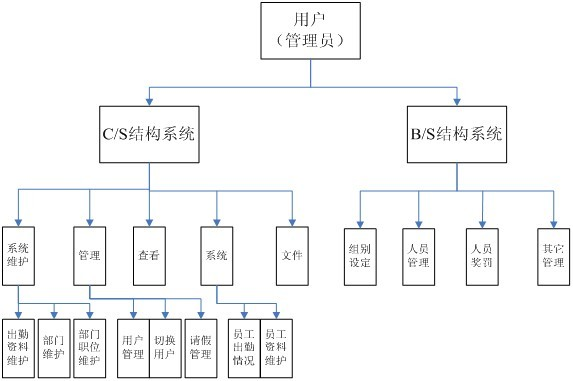 用户
（管理员）
C/S结构系统
B/S结构系统
系统
维护
管理
查看
系统
文件
组别
设定
人员
管理
人员
奖罚
其它
管理
出勤
资料
维护
部门
维护
部门
职位
维护
用户
管理
切换
用户
请假
管理
员工
出勤
情况
员工
资料
维护